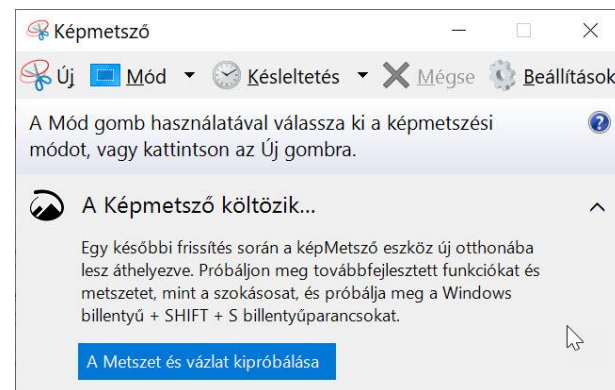 Képmetsző
Új Mód Késleltetés Mégse Beállítások
A Mód gomb használatával válassza ki a képmetszési
módot, vagy kattintson az Új gombra.
A Képmetsző költözik...
Egy későbbi frissítés során a képMetsző eszköz új otthonába
lesz áthelyezve. Próbáljon meg továbbfejlesztett funkciókat és
metszetet, mint a szokásosat, és próbálja meg a Windows
billentyű + SHIFT + S billentyűparancsokat.
A Metszet és vázlat kipróbálása